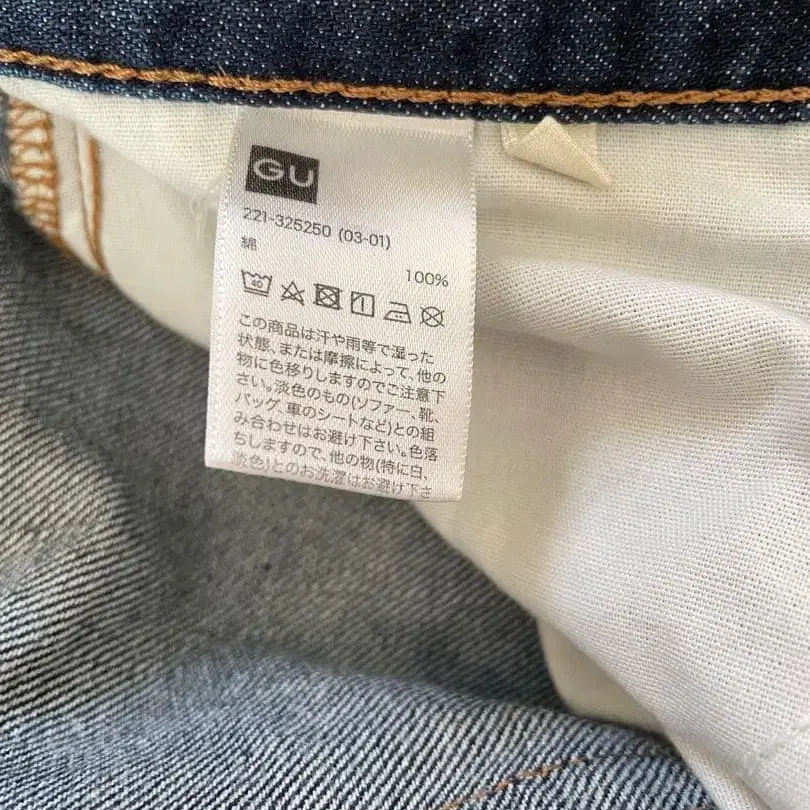 GU
221-325250 (03-01)
綿 100%
40
この商品は汗や雨等で湿った
状態、または摩擦によって、他の
物に色移りしますのでご注意下
さい。淡色のもの(ソファー、靴、
バッグ、車のシートなど)との組
み合わせはお避け下さい。色落
ちしますので、他の物(特に白、
淡色)とのお洗濯はお避け下さ